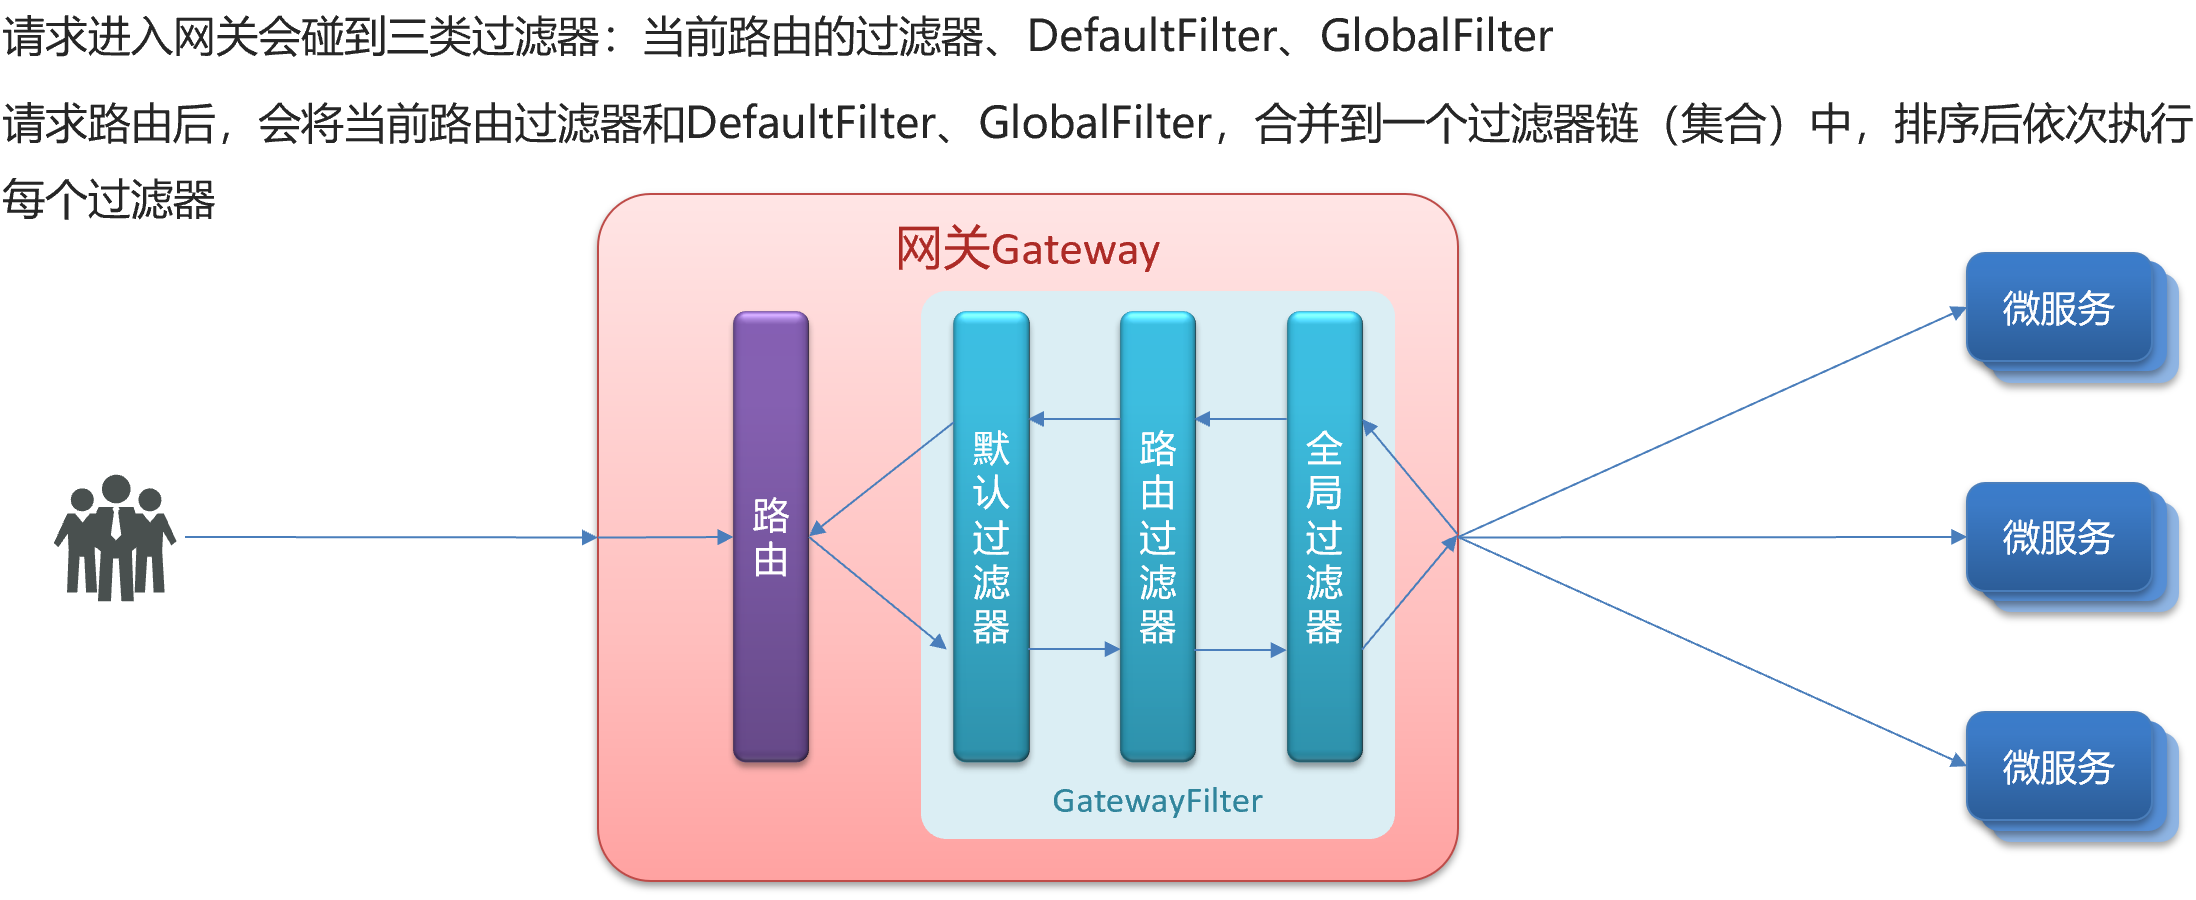 请求进入网关会碰到三类过滤器：当前路由的过滤器、DefaultFilter、GlobalFilter
请求路由后，会将当前路由过滤器和DefaultFilter、GlobalFilter，合并到一个过滤器链（集合）中，排序后依次执行
每个过滤器
网关Gateway
路由
默认过滤器
路由过滤器
全局过滤器
GatewayFilter
微服务
微服务
微服务